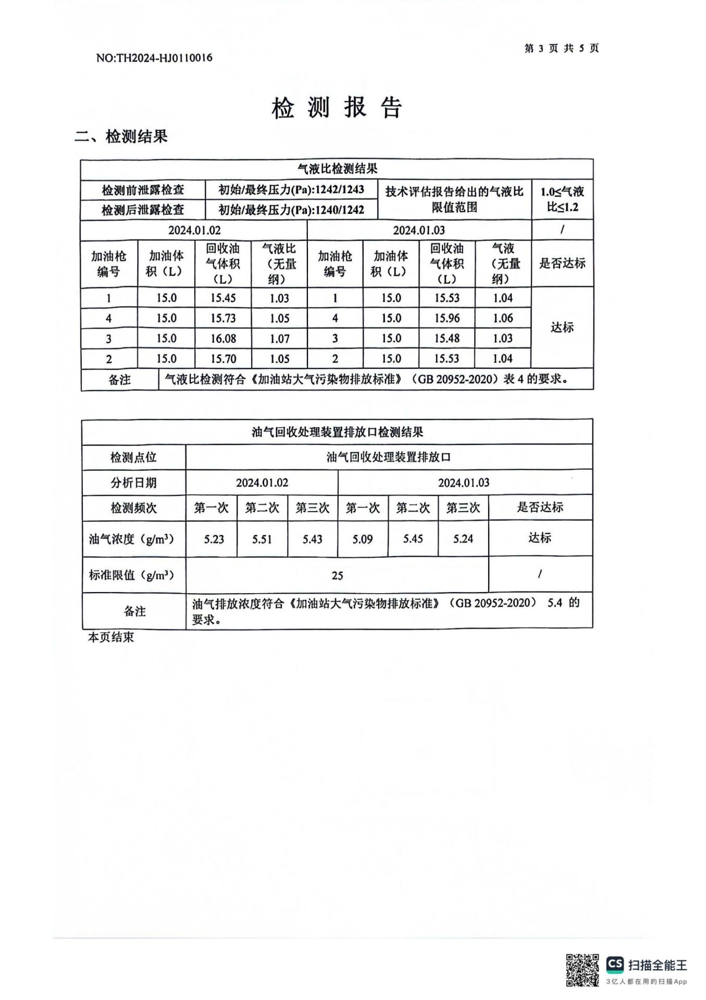 第 3 页 共 5 页
NO:TH2024-HJ0110016
检 测 报 告
二、检测结果
气液比检测结果
检测前泄露检查 初始/最终压力(Pa):1242/1243 技术评估报告给出的气液比限值范围 1.0≤气液比≤1.2
检测后泄露检查 初始/最终压力(Pa):1240/1242
2024.01.02 2024.01.03 /
加油枪编号 加油体积（L） 回收油气体积（L） 气液比（无量纲） 加油枪编号 加油体积（L） 回收油气体积（L） 气液（无量纲） 是否达标
1 15.0 15.45 1.03 1 15.0 15.53 1.04
4 15.0 15.73 1.05 4 15.0 15.96 1.06
达标
3 15.0 16.08 1.07 3 15.0 15.48 1.03
2 15.0 15.70 1.05 2 15.0 15.53 1.04
备注 气液比检测符合《加油站大气污染物排放标准》（GB 20952-2020）表 4 的要求。
油气回收处理装置排放口检测结果
检测点位 油气回收处理装置排放口
分析日期 2024.01.02 2024.01.03
检测频次 第一次 第二次 第三次 第一次 第二次 第三次 是否达标
油气浓度（g/m³） 5.23 5.51 5.43 5.09 5.45 5.24 达标
标准限值（g/m³） 25 /
备注 油气排放浓度符合《加油站大气污染物排放标准》（GB 20952-2020） 5.4 的
要求。
本页结束
CS 扫描全能王
3亿人都在用的扫描App